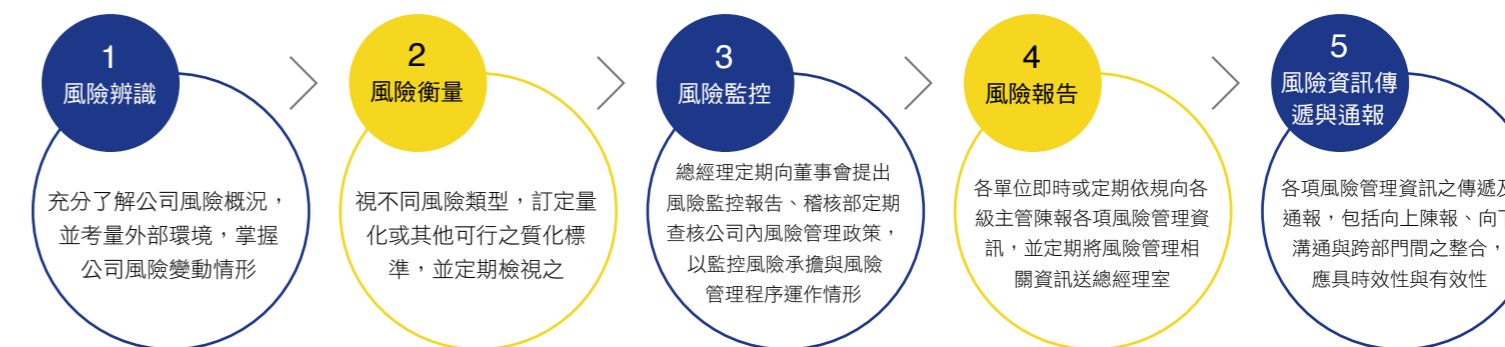 1
風險辨識
充分了解公司風險概況，
並考量外部環境，掌握
公司風險變動情形
2
風險衡量
視不同風險類型，訂定量
化或其他可行之質化標
準，並定期檢視之
3
風險監控
總經理定期向董事會提出
風險監控報告、稽核部定期
查核公司內風險管理政策，
以監控風險承擔與風險
管理程序運作情形
4
風險報告
各單位即時或定期依規向各
級主管陳報各項風險管理資
訊，並定期將風險管理相
關資訊送總經理室
5
風險資訊傳
遞與通報
各項風險管理資訊之傳遞及
通報，包括向上陳報、向下
溝通與跨部門間之整合，
應具時效性與有效性